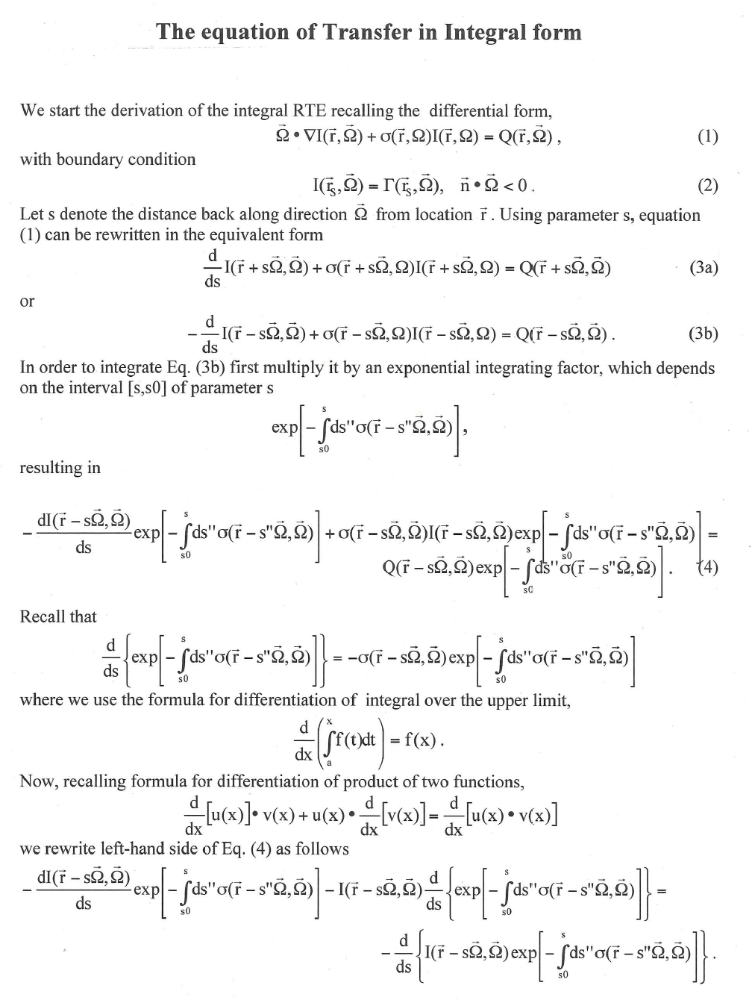 The equation of Transfer in Integral form
We start the derivation of the integral RTE recalling the differential form,
$\vec{\Omega} \bullet \nabla I(\vec{r}, \vec{\Omega}) + \sigma(\vec{r}, \Omega) I(\vec{r}, \Omega) = Q(\vec{r}, \vec{\Omega})$ , (1)
with boundary condition
$I(\vec{r}_s, \vec{\Omega}) = \Gamma(\vec{r}_s, \vec{\Omega}), \quad \vec{n} \bullet \vec{\Omega} < 0$ . (2)
Let s denote the distance back along direction $\vec{\Omega}$ from location $\vec{r}$ . Using parameter s, equation
(1) can be rewritten in the equivalent form
$\frac{d}{ds} I(\vec{r} + s\vec{\Omega}, \vec{\Omega}) + \sigma(\vec{r} + s\vec{\Omega}, \Omega) I(\vec{r} + s\vec{\Omega}, \Omega) = Q(\vec{r} + s\vec{\Omega}, \vec{\Omega})$ (3a)
or
$-\frac{d}{ds} I(\vec{r} - s\vec{\Omega}, \vec{\Omega}) + \sigma(\vec{r} - s\vec{\Omega}, \Omega) I(\vec{r} - s\vec{\Omega}, \Omega) = Q(\vec{r} - s\vec{\Omega}, \vec{\Omega})$ . (3b)
In order to integrate Eq. (3b) first multiply it by an exponential integrating factor, which depends
on the interval [s,s0] of parameter s
$\exp\left[-\int_{s0}^{s} ds'' \sigma(\vec{r} - s''\vec{\Omega}, \vec{\Omega})\right]$ ,
resulting in
$-\frac{dI(\vec{r} - s\vec{\Omega}, \vec{\Omega})}{ds} \exp\left[-\int_{s0}^{s} ds'' \sigma(\vec{r} - s''\vec{\Omega}, \vec{\Omega})\right] + \sigma(\vec{r} - s\vec{\Omega}, \vec{\Omega}) I(\vec{r} - s\vec{\Omega}, \vec{\Omega}) \exp\left[-\int_{s0}^{s} ds'' \sigma(\vec{r} - s''\vec{\Omega}, \vec{\Omega})\right] =$
$Q(\vec{r} - s\vec{\Omega}, \vec{\Omega}) \exp\left[-\int_{s0}^{s} ds'' \sigma(\vec{r} - s''\vec{\Omega}, \vec{\Omega})\right]$ . (4)
Recall that
$\frac{d}{ds}\left\{\exp\left[-\int_{s0}^{s} ds'' \sigma(\vec{r} - s''\vec{\Omega}, \vec{\Omega})\right]\right\} = -\sigma(\vec{r} - s\vec{\Omega}, \vec{\Omega}) \exp\left[-\int_{s0}^{s} ds'' \sigma(\vec{r} - s''\vec{\Omega}, \vec{\Omega})\right]$
where we use the formula for differentiation of integral over the upper limit,
$\frac{d}{dx}\left(\int_{a}^{x} f(t)dt\right) = f(x)$ .
Now, recalling formula for differentiation of product of two functions,
$\frac{d}{dx}[u(x)] \bullet v(x) + u(x) \bullet \frac{d}{dx}[v(x)] = \frac{d}{dx}[u(x) \bullet v(x)]$
we rewrite left-hand side of Eq. (4) as follows
$-\frac{dI(\vec{r} - s\vec{\Omega}, \vec{\Omega})}{ds} \exp\left[-\int_{s0}^{s} ds'' \sigma(\vec{r} - s''\vec{\Omega}, \vec{\Omega})\right] - I(\vec{r} - s\vec{\Omega}, \vec{\Omega}) \frac{d}{ds}\left\{\exp\left[-\int_{s0}^{s} ds'' \sigma(\vec{r} - s''\vec{\Omega}, \vec{\Omega})\right]\right\} =$
$-\frac{d}{ds}\left\{I(\vec{r} - s\vec{\Omega}, \vec{\Omega}) \exp\left[-\int_{s0}^{s} ds'' \sigma(\vec{r} - s''\vec{\Omega}, \vec{\Omega})\right]\right\}$ .